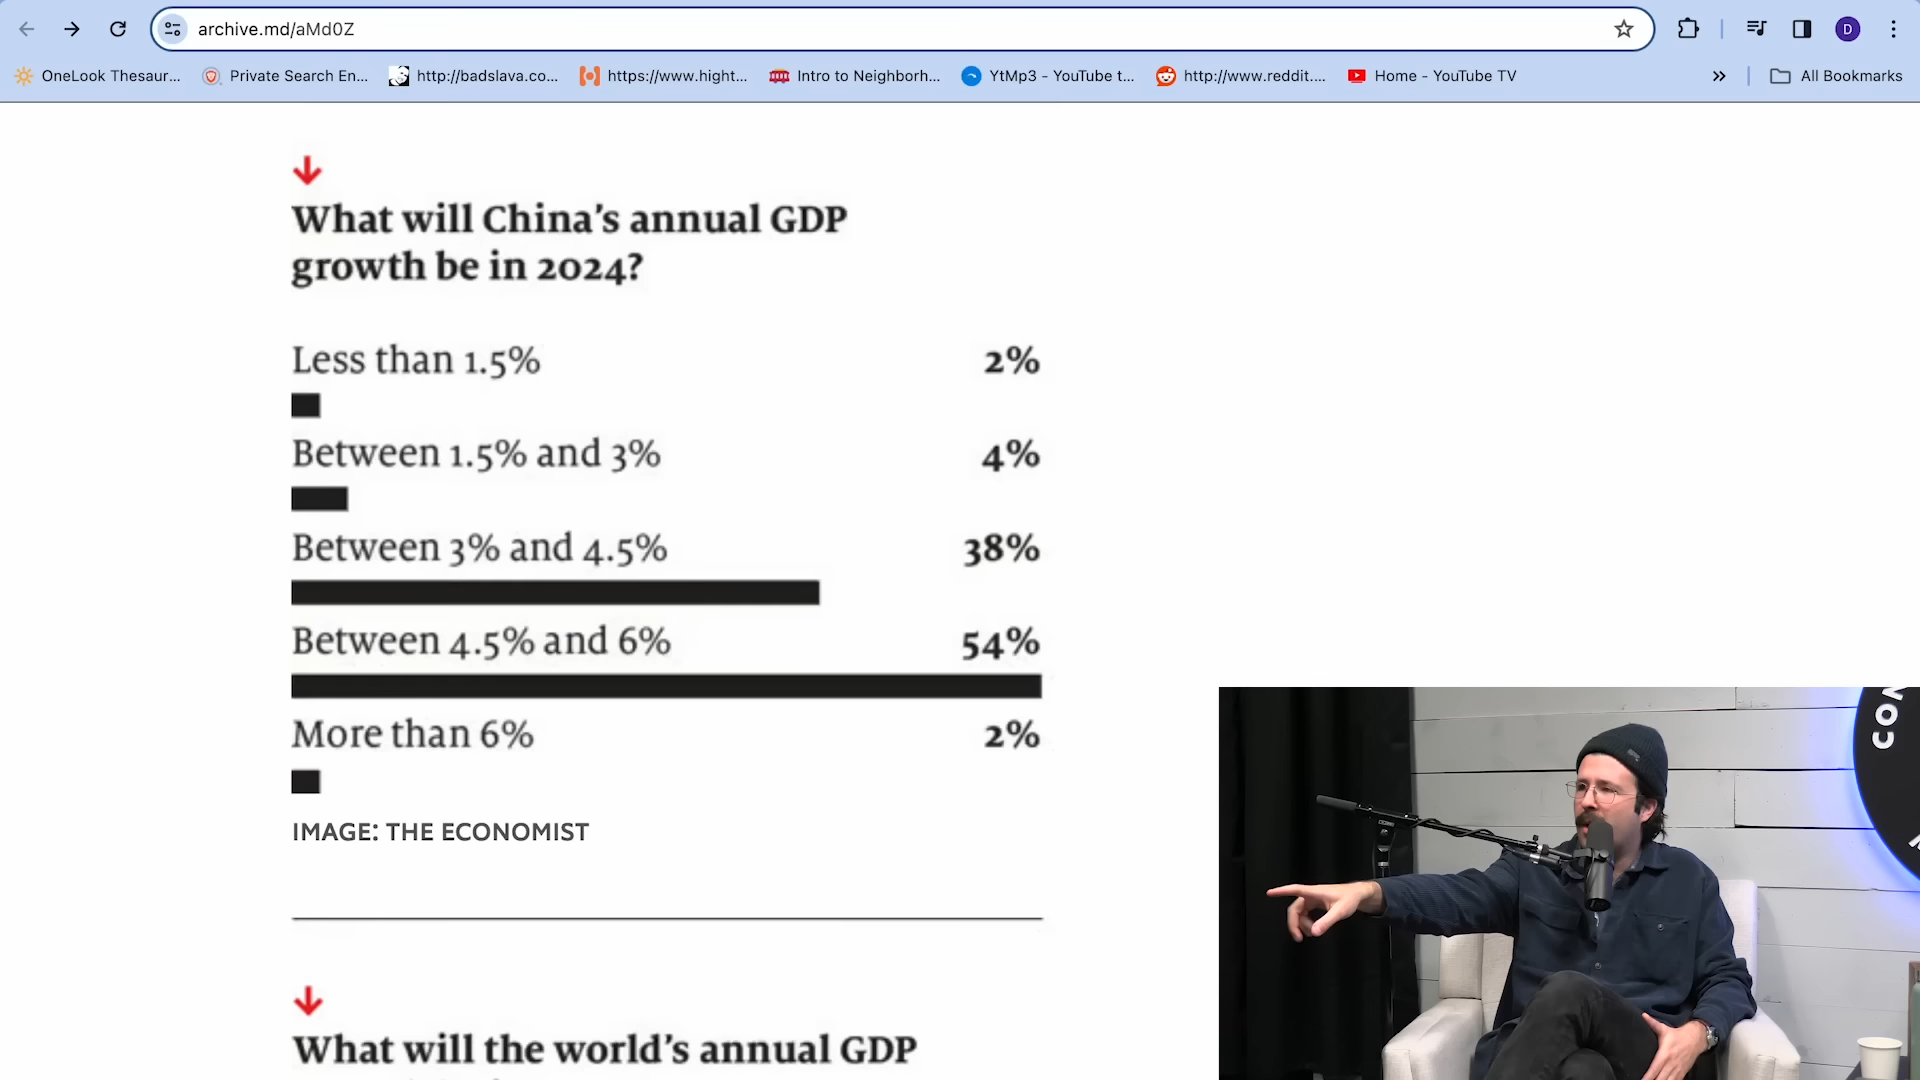 archive.md/aMd0Z
D
OneLook Thesaur... Private Search En... http://badslava.co... https://www.hight... Intro to Neighborh... YtMp3 - YouTube t... http://www.reddit.... Home - YouTube TV » All Bookmarks
What will China's annual GDP
growth be in 2024?
Less than 1.5% 2%
Between 1.5% and 3% 4%
Between 3% and 4.5% 38%
Between 4.5% and 6% 54%
More than 6% 2%
IMAGE: THE ECONOMIST
What will the world's annual GDP